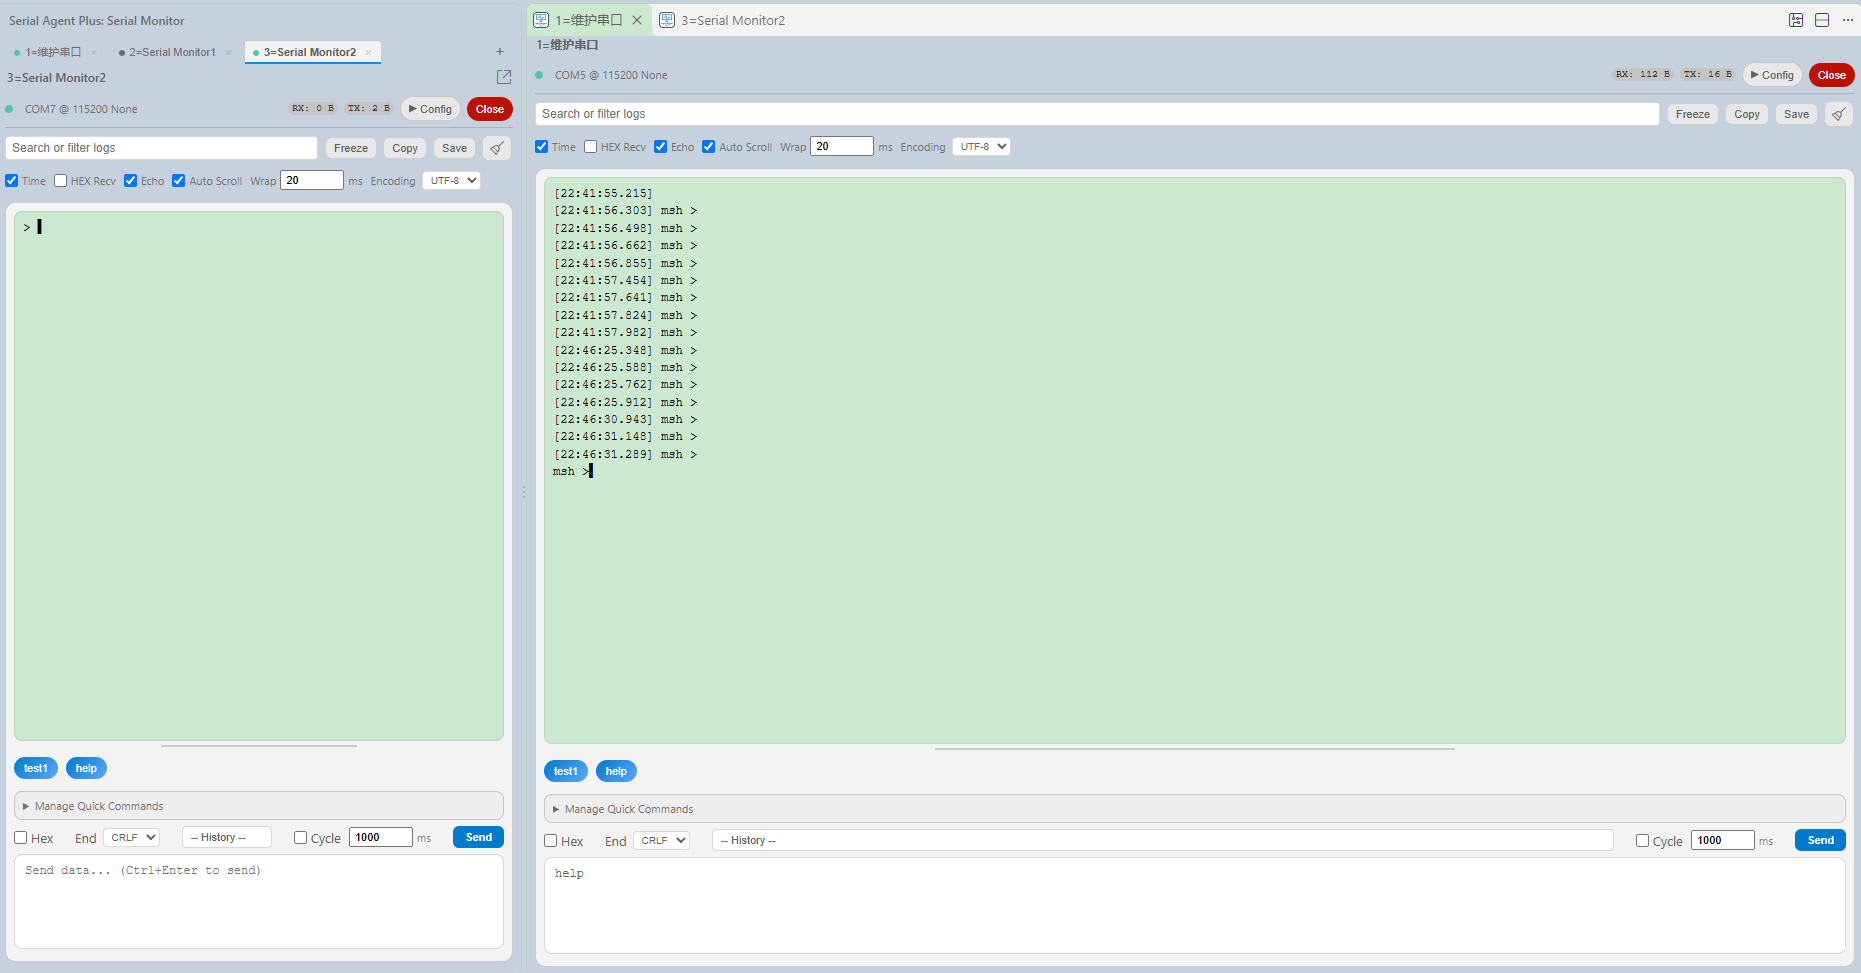 Serial Agent Plus: Serial Monitor
1=维护串口 ×
2=Serial Monitor1 ×
3=Serial Monitor2 ×
+
3=Serial Monitor2
COM7 @ 115200 None
RX: 0 B
TX: 2 B
▶ Config
Close
Search or filter logs
Freeze
Copy
Save
Time
HEX Recv
Echo
Auto Scroll
Wrap 20 ms
Encoding UTF-8
>
test1
help
▶ Manage Quick Commands
Hex
End CRLF
-- History --
Cycle 1000 ms
Send
Send data... (Ctrl+Enter to send)
1=维护串口 ×
3=Serial Monitor2
1=维护串口
COM5 @ 115200 None
RX: 112 B
TX: 16 B
▶ Config
Close
Search or filter logs
Freeze
Copy
Save
Time
HEX Recv
Echo
Auto Scroll
Wrap 20 ms
Encoding UTF-8
[22:41:55.215]
[22:41:56.303] msh >
[22:41:56.498] msh >
[22:41:56.662] msh >
[22:41:56.855] msh >
[22:41:57.454] msh >
[22:41:57.641] msh >
[22:41:57.824] msh >
[22:41:57.982] msh >
[22:46:25.348] msh >
[22:46:25.588] msh >
[22:46:25.762] msh >
[22:46:25.912] msh >
[22:46:30.943] msh >
[22:46:31.148] msh >
[22:46:31.289] msh >
msh >
test1
help
▶ Manage Quick Commands
Hex
End CRLF
-- History --
Cycle 1000 ms
Send
help